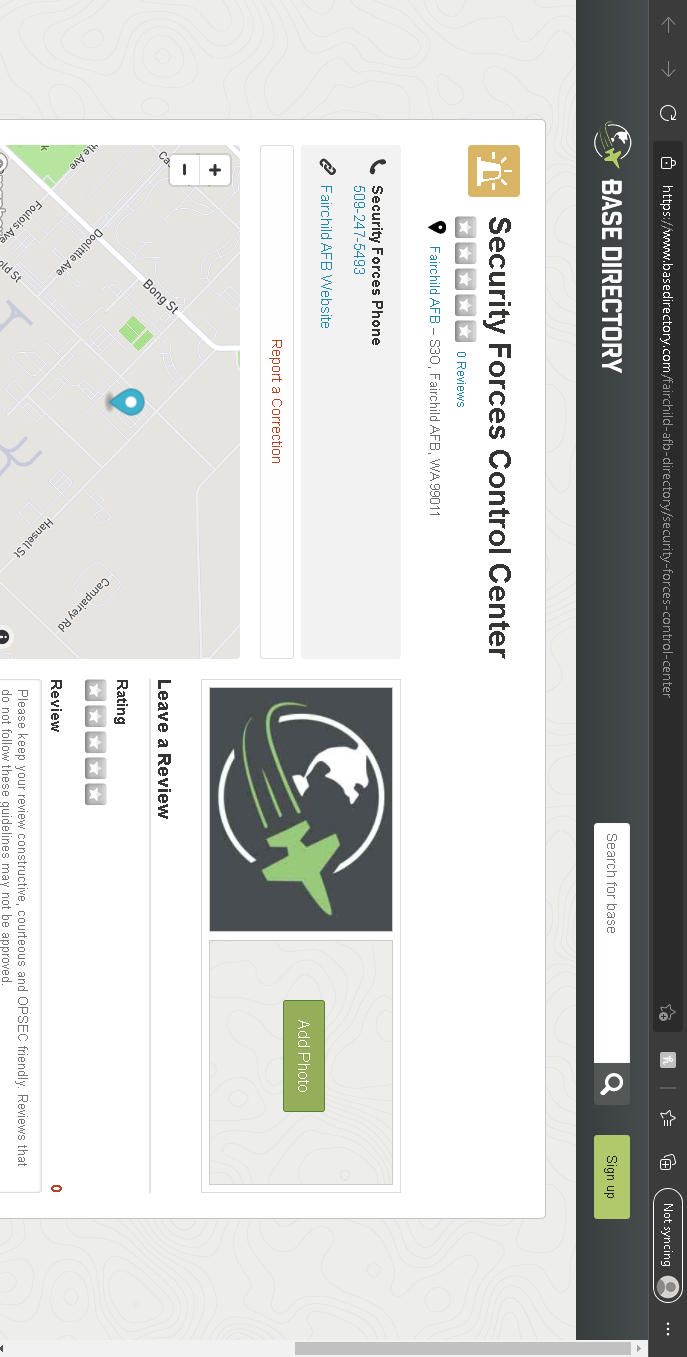 https://www.basedirectory.com/fairchild-afb-directory/security-forces-control-center
Not syncing
BASE DIRECTORY
Search for base
Sign up
Security Forces Control Center
0 Reviews
Fairchild AFB – S3O, Fairchild AFB, WA 99011
Security Forces Phone
509-247-5493
Fairchild AFB Website
Report a Correction
+
−
Bong St
Doolittle Ave
Foulois Ave
Hansell St
Campairey Rd
Add Photo
Leave a Review
Rating
Review
0
Please keep your review constructive, courteous and OPSEC friendly. Reviews that
do not follow these guidelines may not be approved.